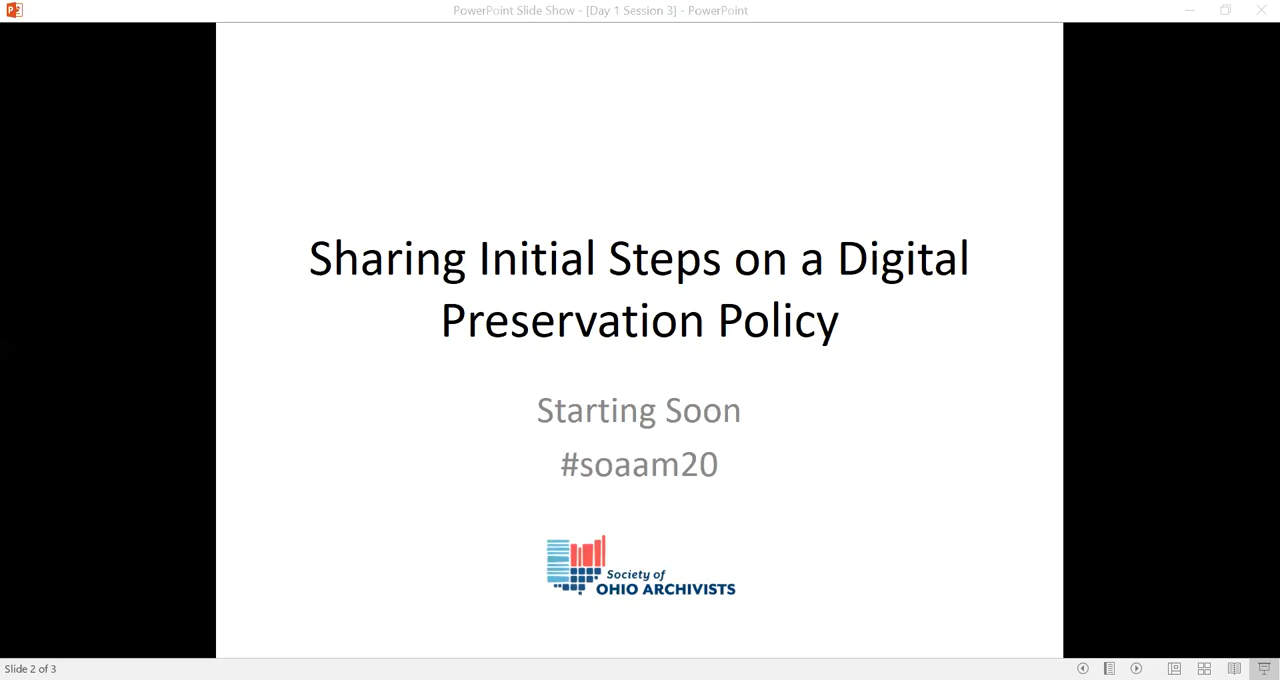 PowerPoint Slide Show - [Day 1 Session 3] - PowerPoint
Sharing Initial Steps on a Digital
Preservation Policy
Starting Soon
#soaam20
Society of
OHIO ARCHIVISTS
Slide 2 of 3